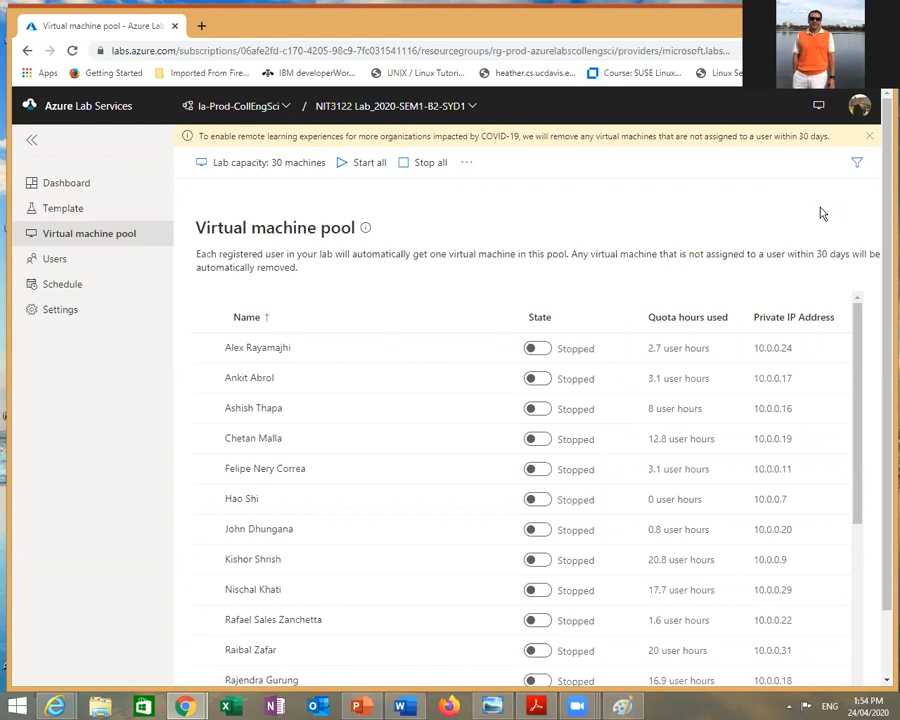 Virtual machine pool - Azure Lab
labs.azure.com/subscriptions/06afe2fd-c170-4205-98c9-7fc031541116/resourcegroups/rg-prod-azurelabscollengsci/providers/microsoft.labs...
Apps Getting Started Imported From Fire... IBM developerWor... UNIX / Linux Tutori... heather.cs.ucdavis.e... Course: SUSE Linux... Linux Se
Azure Lab Services la-Prod-CollEngSci / NIT3122 Lab_2020-SEM1-B2-SYD1
To enable remote learning experiences for more organizations impacted by COVID-19, we will remove any virtual machines that are not assigned to a user within 30 days.
Lab capacity: 30 machines Start all Stop all ...
Dashboard
Template
Virtual machine pool
Users
Schedule
Settings
Virtual machine pool
Each registered user in your lab will automatically get one virtual machine in this pool. Any virtual machine that is not assigned to a user within 30 days will be
automatically removed.
Name ↑ State Quota hours used Private IP Address
Alex Rayamajhi Stopped 2.7 user hours 10.0.0.24
Ankit Abrol Stopped 3.1 user hours 10.0.0.17
Ashish Thapa Stopped 8 user hours 10.0.0.16
Chetan Malla Stopped 12.8 user hours 10.0.0.19
Felipe Nery Correa Stopped 3.1 user hours 10.0.0.11
Hao Shi Stopped 0 user hours 10.0.0.7
John Dhungana Stopped 0.8 user hours 10.0.0.20
Kishor Shrish Stopped 20.8 user hours 10.0.0.9
Nischal Khati Stopped 17.7 user hours 10.0.0.29
Rafael Sales Zanchetta Stopped 1.6 user hours 10.0.0.22
Raibal Zafar Stopped 20 user hours 10.0.0.31
Rajendra Gurung Stopped 16.9 user hours 10.0.0.18
ENG
1:54 PM
24/04/2020